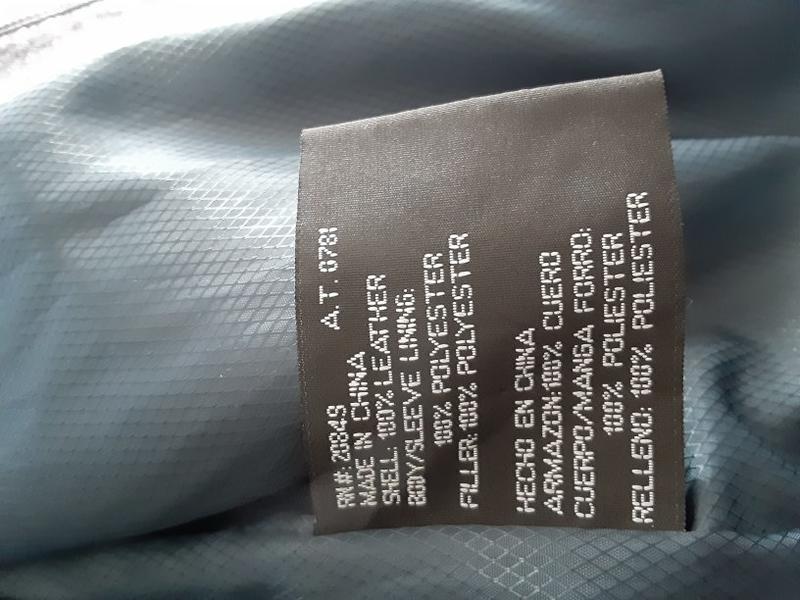 RN#: 20849 A.T. 0781
MADE IN CHINA
SHELL: 100% LEATHER
BODY/SLEEVE LINING:
100% POLYESTER
FILLER:100% POLYESTER
HECHO EN CHINA
ARMAZON:100% CUERO
CUERPO/MANGA FORRO:
100% POLIESTER
RELLENO: 100% POLIESTER